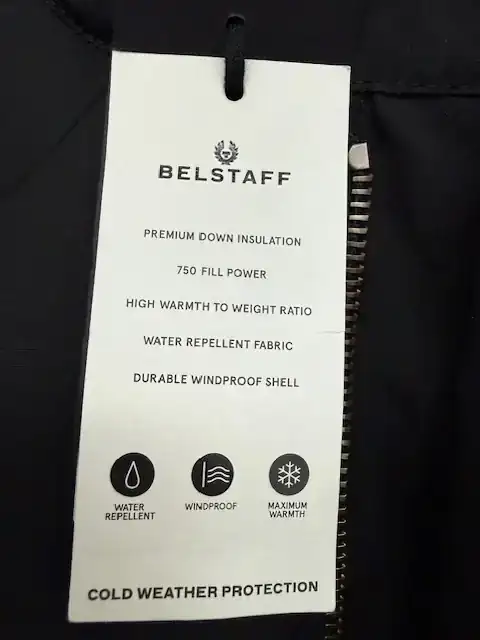 BELSTAFF
PREMIUM DOWN INSULATION
750 FILL POWER
HIGH WARMTH TO WEIGHT RATIO
WATER REPELLENT FABRIC
DURABLE WINDPROOF SHELL
WATER REPELLENT
WINDPROOF
MAXIMUM WARMTH
COLD WEATHER PROTECTION